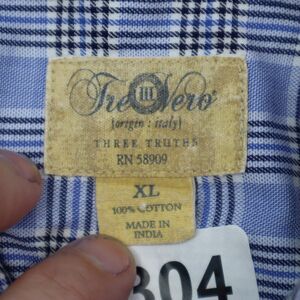 Tre III Vero®
[origin : italy]
THREE TRUTHS
RN 58909
XL
100% COTTON
MADE IN
INDIA
304